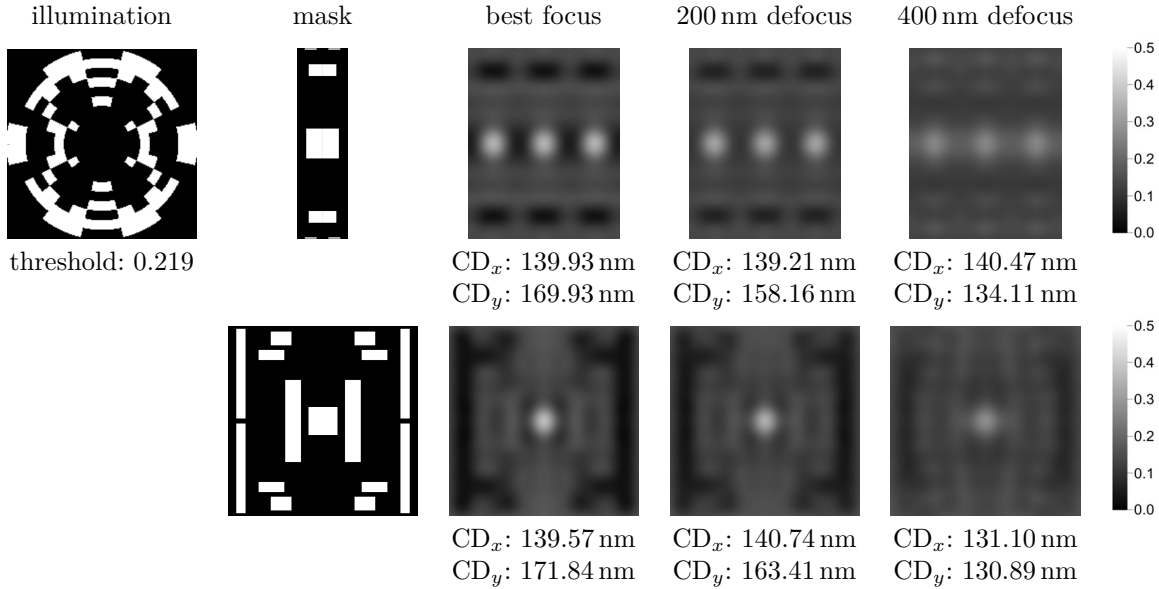 illumination mask best focus 200 nm defocus 400 nm defocus
0.5
0.4
0.3
0.2
0.1
0.0
threshold: 0.219
CDx: 139.93 nm CDx: 139.21 nm CDx: 140.47 nm
CDy: 169.93 nm CDy: 158.16 nm CDy: 134.11 nm
0.5
0.4
0.3
0.2
0.1
0.0
CDx: 139.57 nm CDx: 140.74 nm CDx: 131.10 nm
CDy: 171.84 nm CDy: 163.41 nm CDy: 130.89 nm